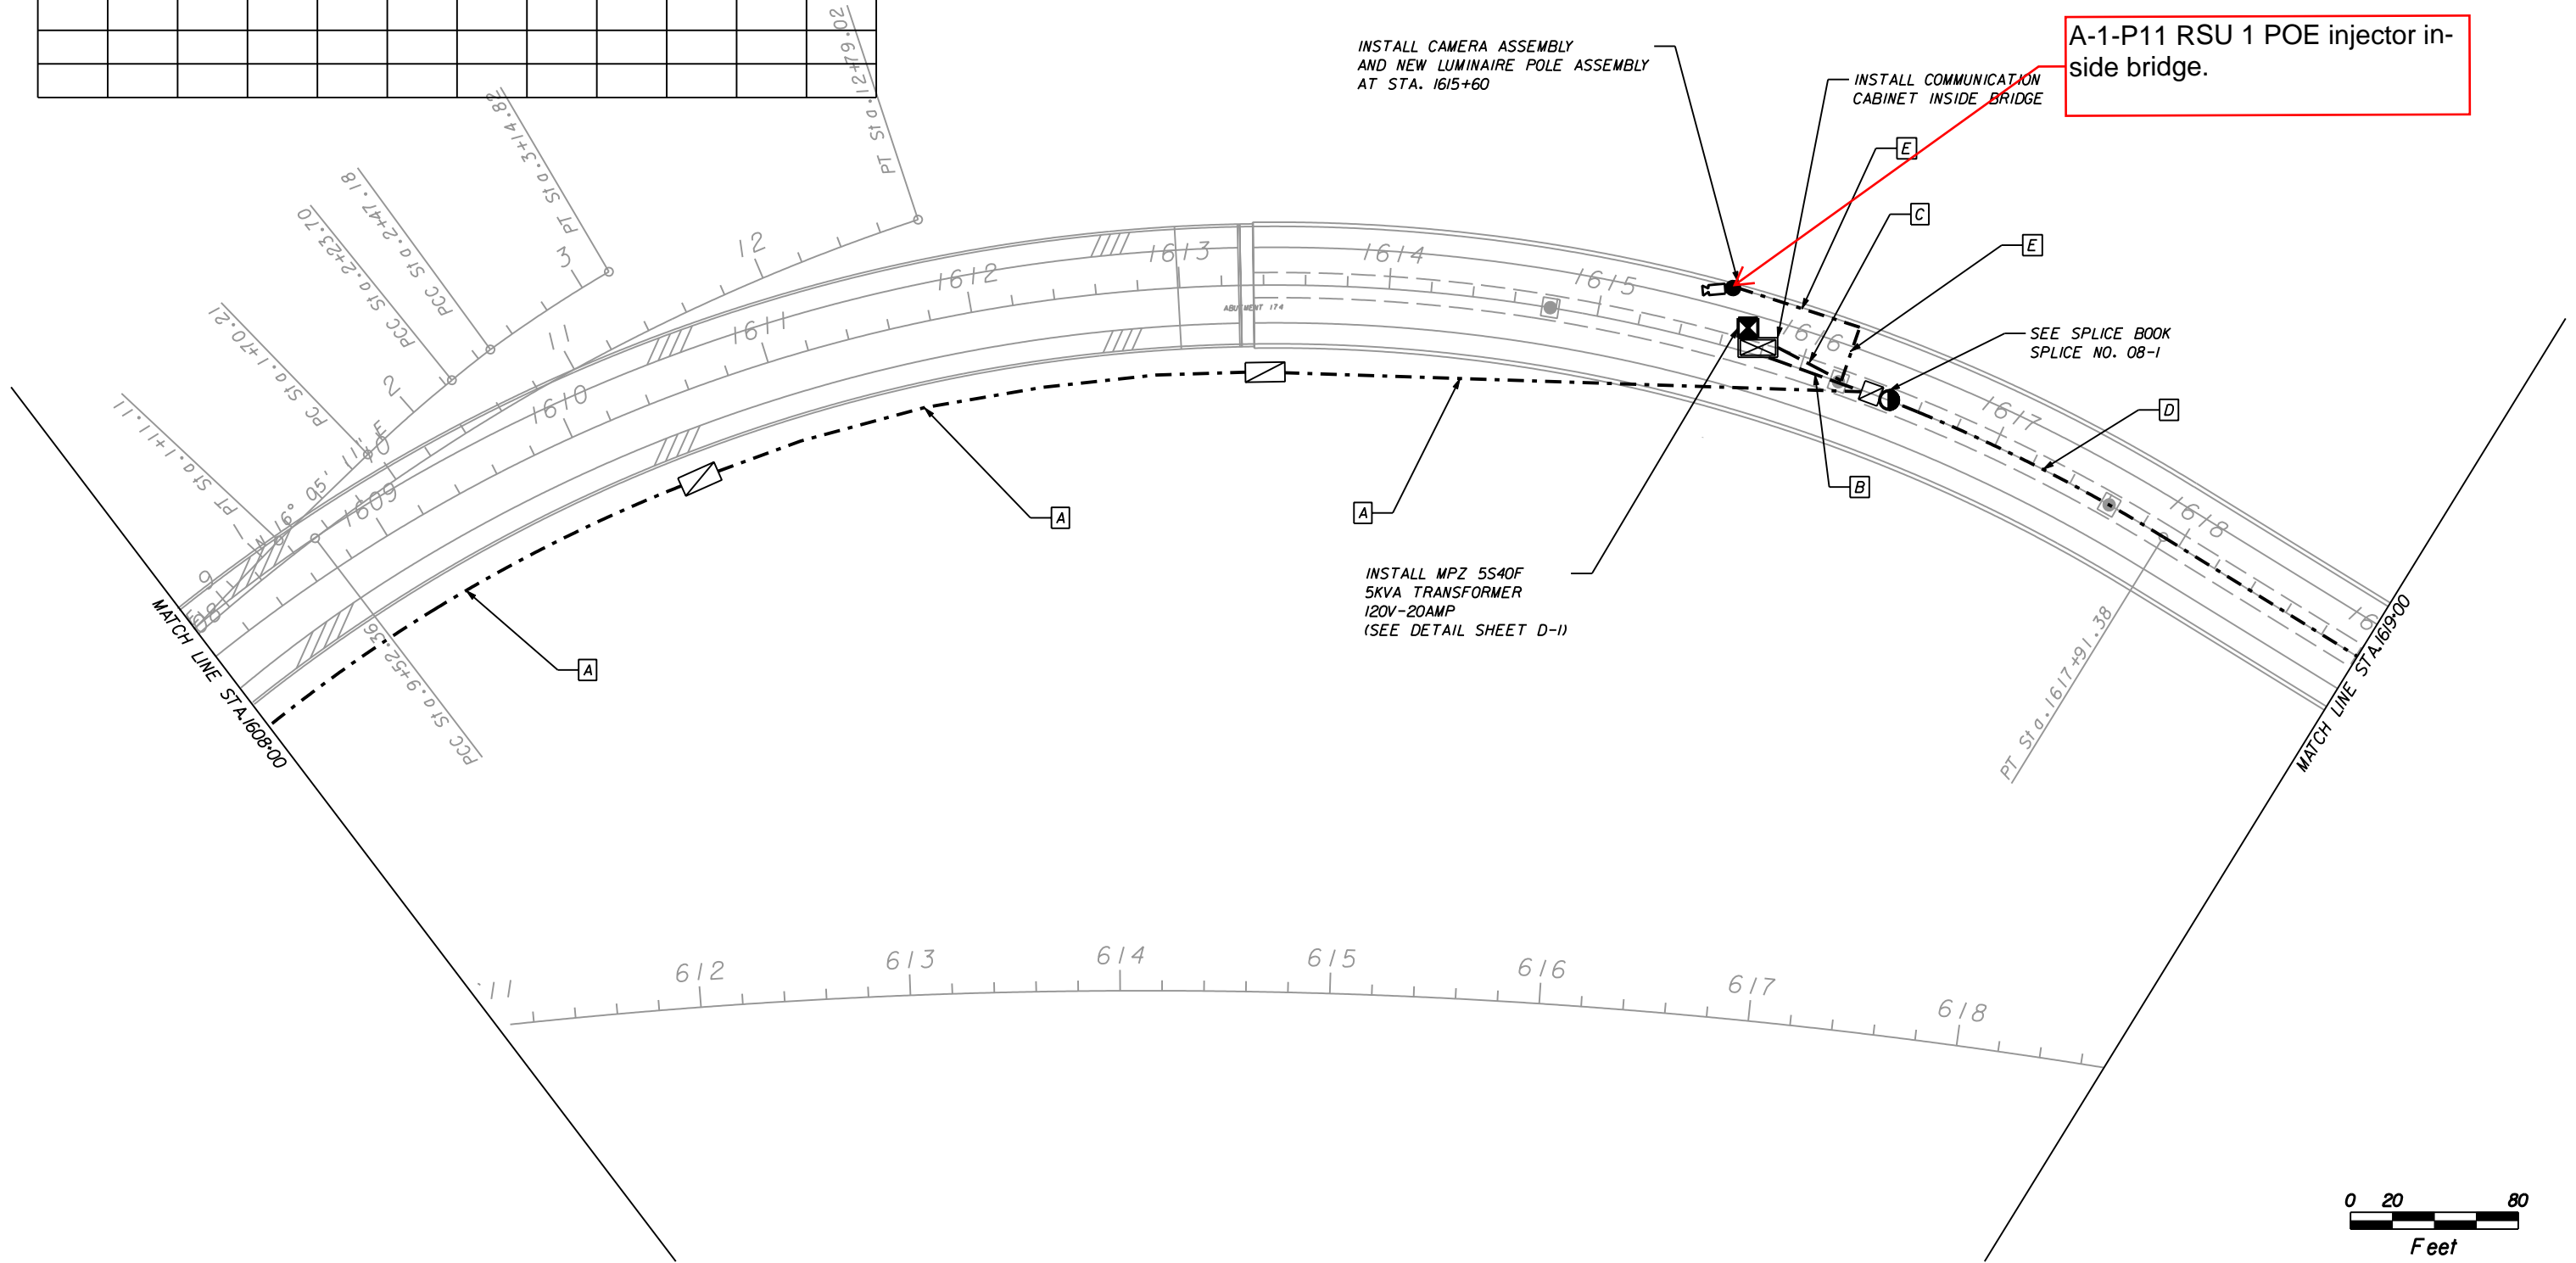 INSTALL CAMERA ASSEMBLY
AND NEW LUMINAIRE POLE ASSEMBLY
AT STA. 1615+60
A-1-P11 RSU 1 POE injector in-
side bridge.
INSTALL COMMUNICATION
CABINET INSIDE BRIDGE
PT Sta.12+79.02
PT Sta.3+14.82
PCC Sta.2+47.18
PCC Sta.2+23.70
PC Sta.1+70.21
PT Sta.1+11.11
E
C
E
12
3
11
2
10
9
1609
1610
1611
1612
1613
1614
1615
1616
1617
1618
ABUTMENT 174
SEE SPLICE BOOK
SPLICE NO. 08-1
D
B
A
A
A
INSTALL MPZ 5S40F
5KVA TRANSFORMER
120V-20AMP
(SEE DETAIL SHEET D-1)
MATCH LINE STA.1608+00
PCC Sta.9+52.36
PT Sta.1617+91.38
MATCH LINE STA.1619+00
612
613
614
615
616
617
618
0 20 80
Feet